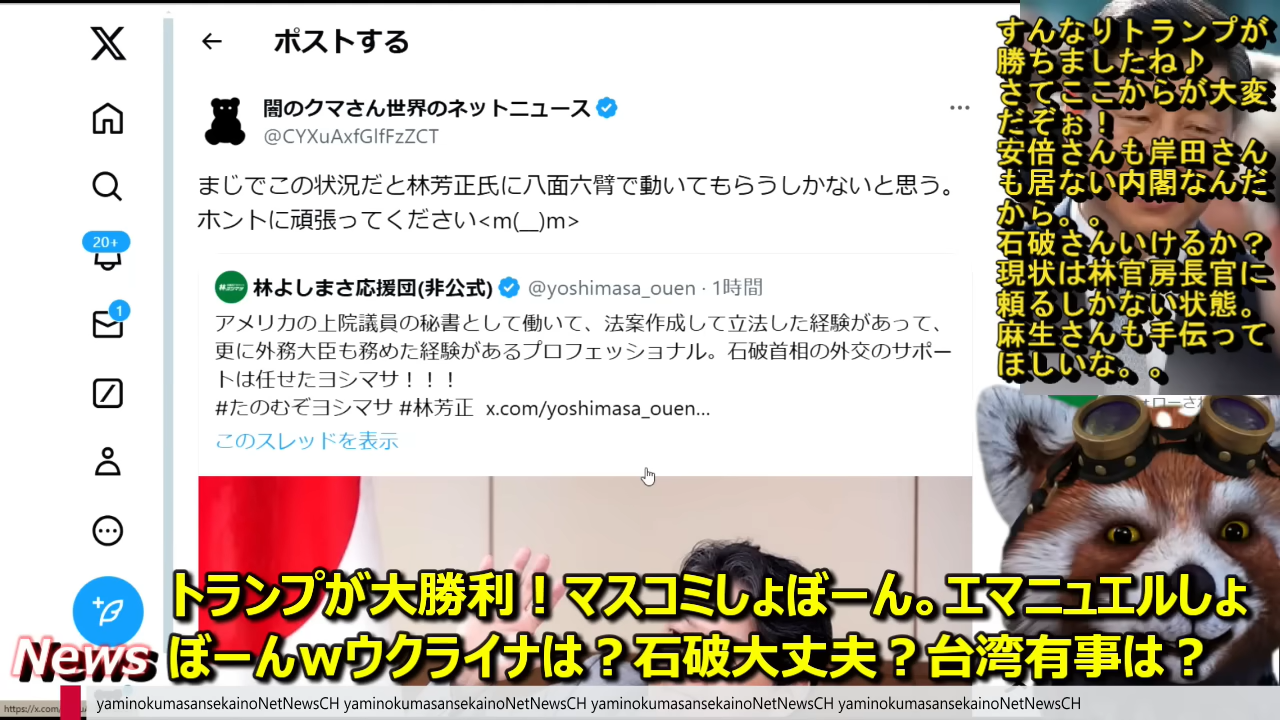 ポストする
闇のクマさん世界のネットニュース
@CYXuAxfGlfFzZCT
まじでこの状況だと林芳正氏に八面六臂で動いてもらうしかないと思う。
ホントに頑張ってください<m(__)m>
20+
1
林よしまさ応援団(非公式) @yoshimasa_ouen · 1時間
アメリカの上院議員の秘書として働いて、法案作成して立法した経験があって、
更に外務大臣も務めた経験があるプロフェッショナル。石破首相の外交のサポー
トは任せたヨシマサ！！！
#たのむぞヨシマサ #林芳正 x.com/yoshimasa_ouen…
このスレッドを表示
すんなりトランプが
勝ちましたね♪
さてここからが大変
だぞぉ！
安倍さんも岸田さん
も居ない内閣なんだ
から。。
石破さんいけるか？
現状は林官房長官に
頼るしかない状態。
麻生さんも手伝って
ほしいな。。
トランプが大勝利！マスコミしょぼーん。エマニュエルしょ
ぼーんwウクライナは？石破大丈夫？台湾有事は？
News
yaminokumasansekainoNetNewsCH yaminokumasansekainoNetNewsCH yaminokumasansekainoNetNewsCH yaminokumasansekainoNetNewsCH